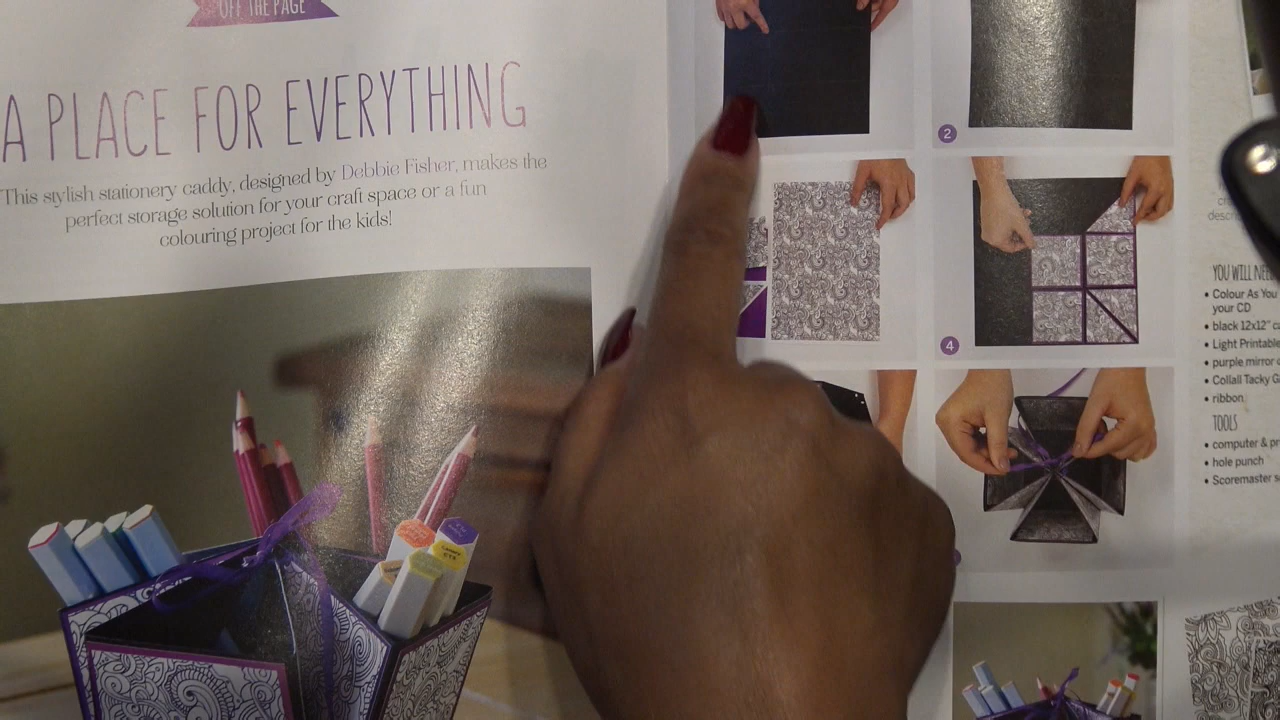 OFF THE PAGE
A PLACE FOR EVERYTHING
This stylish stationery caddy, designed by Debbie Fisher, makes the
perfect storage solution for your craft space or a fun
colouring project for the kids!
2
4
YOU WILL
• Colour As You
your CD
• black 12x12"
• Light Printable
• purple mirror
• Collall Tacky
• ribbon
TOOLS
• computer &
• hole punch
• Scoremaster